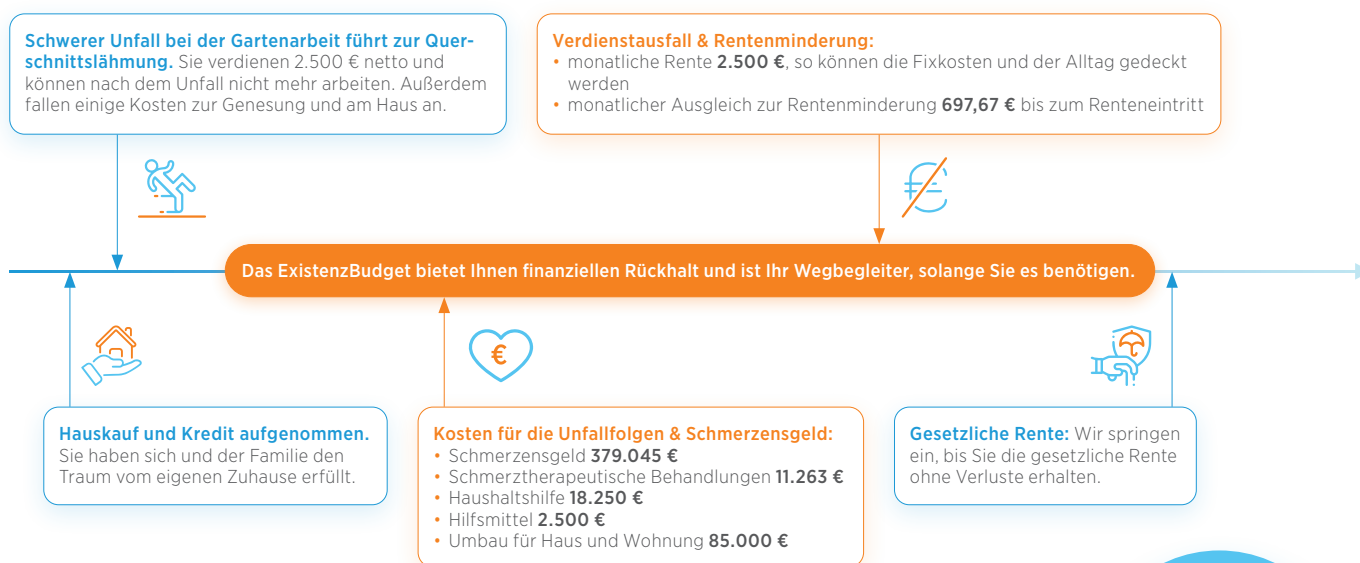 Schwerer Unfall bei der Gartenarbeit führt zur Quer-
schnittslähmung. Sie verdienen 2.500 € netto und
können nach dem Unfall nicht mehr arbeiten. Außerdem
fallen einige Kosten zur Genesung und am Haus an.
Verdienstausfall & Rentenminderung:
• monatliche Rente 2.500 €, so können die Fixkosten und der Alltag gedeckt
werden
• monatlicher Ausgleich zur Rentenminderung 697,67 € bis zum Renteneintritt
€
Das ExistenzBudget bietet Ihnen finanziellen Rückhalt und ist Ihr Wegbegleiter, solange Sie es benötigen.
€
Hauskauf und Kredit aufgenommen.
Sie haben sich und der Familie den
Traum vom eigenen Zuhause erfüllt.
Kosten für die Unfallfolgen & Schmerzensgeld:
• Schmerzensgeld 379.045 €
• Schmerztherapeutische Behandlungen 11.263 €
• Haushaltshilfe 18.250 €
• Hilfsmittel 2.500 €
• Umbau für Haus und Wohnung 85.000 €
Gesetzliche Rente: Wir springen
ein, bis Sie die gesetzliche Rente
ohne Verluste erhalten.